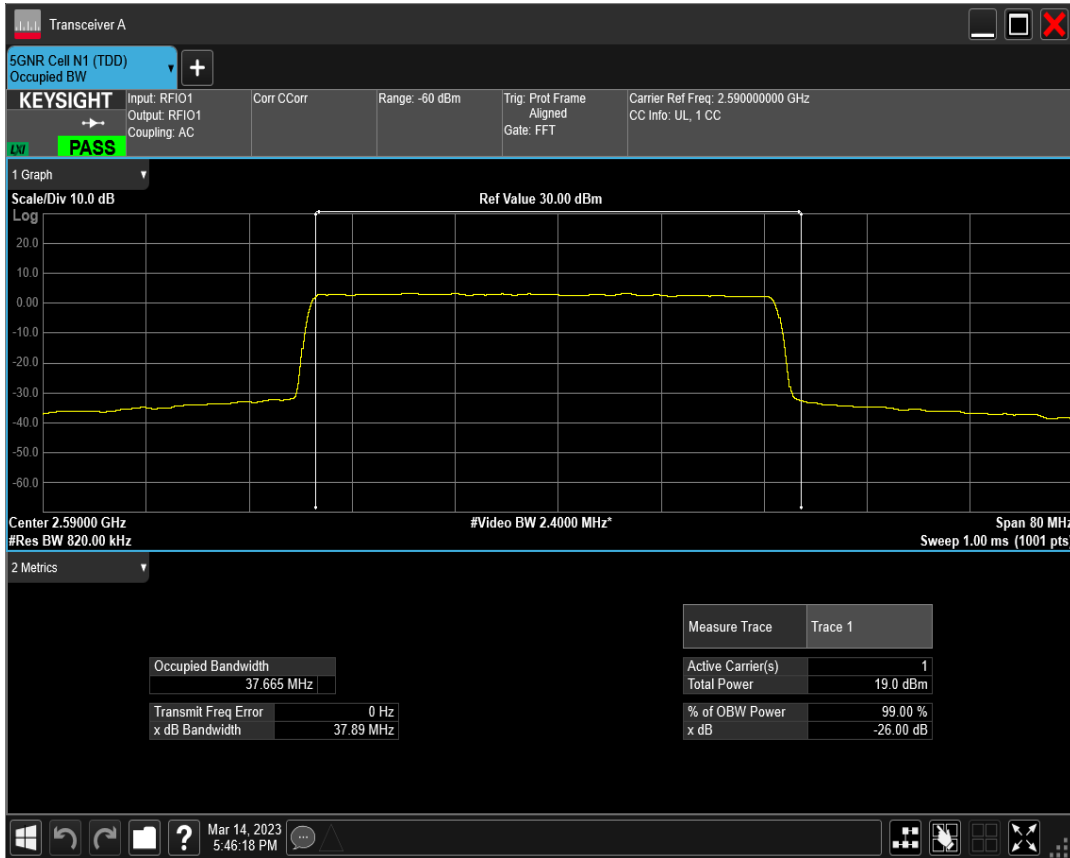 Transceiver A
5GNR Cell N1 (TDD)
Occupied BW
+
KEYSIGHT
LXI
PASS
Input: RFIO1
Output: RFIO1
Coupling: AC
Corr CCorr
Range: -60 dBm
Trig: Prot Frame
Aligned
Gate: FFT
Carrier Ref Freq: 2.590000000 GHz
CC Info: UL, 1 CC
1 Graph
Scale/Div 10.0 dB
Ref Value 30.00 dBm
Log
20.0
10.0
0.00
-10.0
-20.0
-30.0
-40.0
-50.0
-60.0
Center 2.59000 GHz
#Video BW 2.4000 MHz*
Span 80 MHz
#Res BW 820.00 kHz
Sweep 1.00 ms (1001 pts)
2 Metrics
Measure Trace Trace 1
Occupied Bandwidth
37.665 MHz
Active Carrier(s) 1
Total Power 19.0 dBm
Transmit Freq Error 0 Hz
x dB Bandwidth 37.89 MHz
% of OBW Power 99.00 %
x dB -26.00 dB
?
Mar 14, 2023
5:46:18 PM